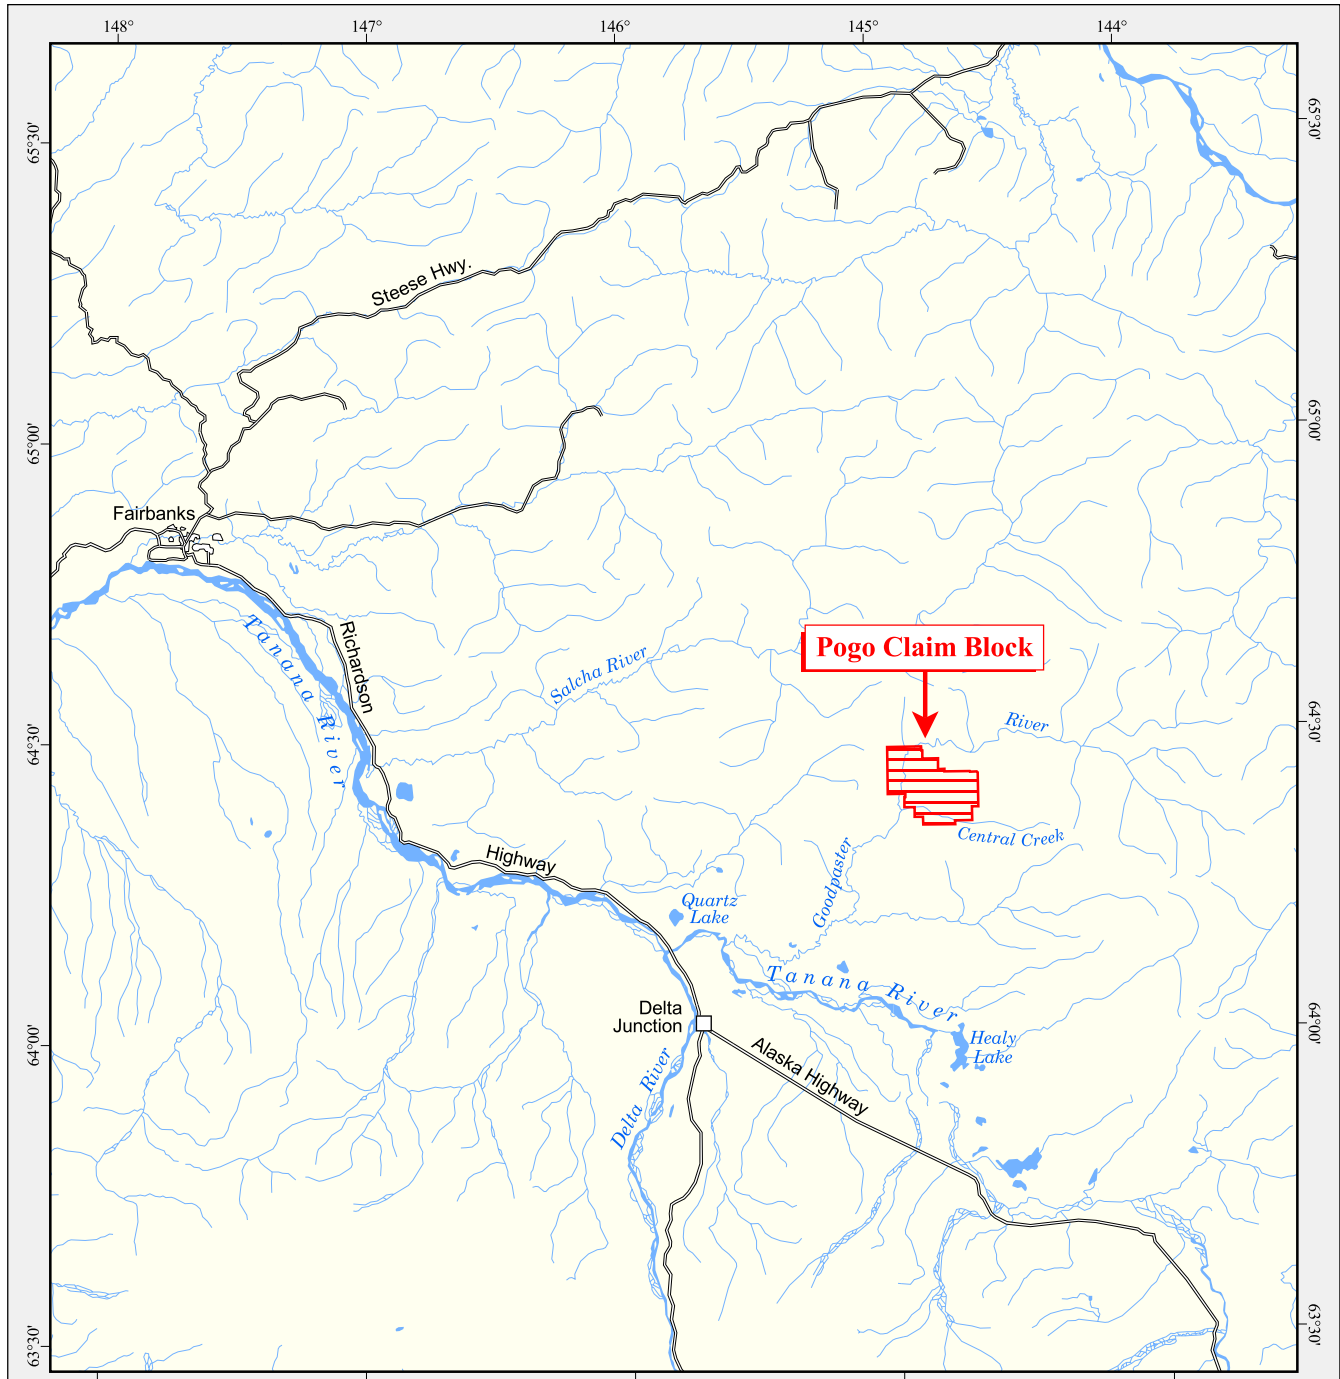 148°
147°
146°
145°
144°
65°30'
65°30'
Steese Hwy.
65°00'
65°00'
Fairbanks
Tanana River
Richardson
Salcha River
Pogo Claim Block
River
64°30'
64°30'
Central Creek
Goodpaster
Highway
Quartz
Lake
Tanana River
Delta
Junction
Healy
Lake
64°00'
64°00'
Alaska Highway
Delta River
63°30'
63°30'